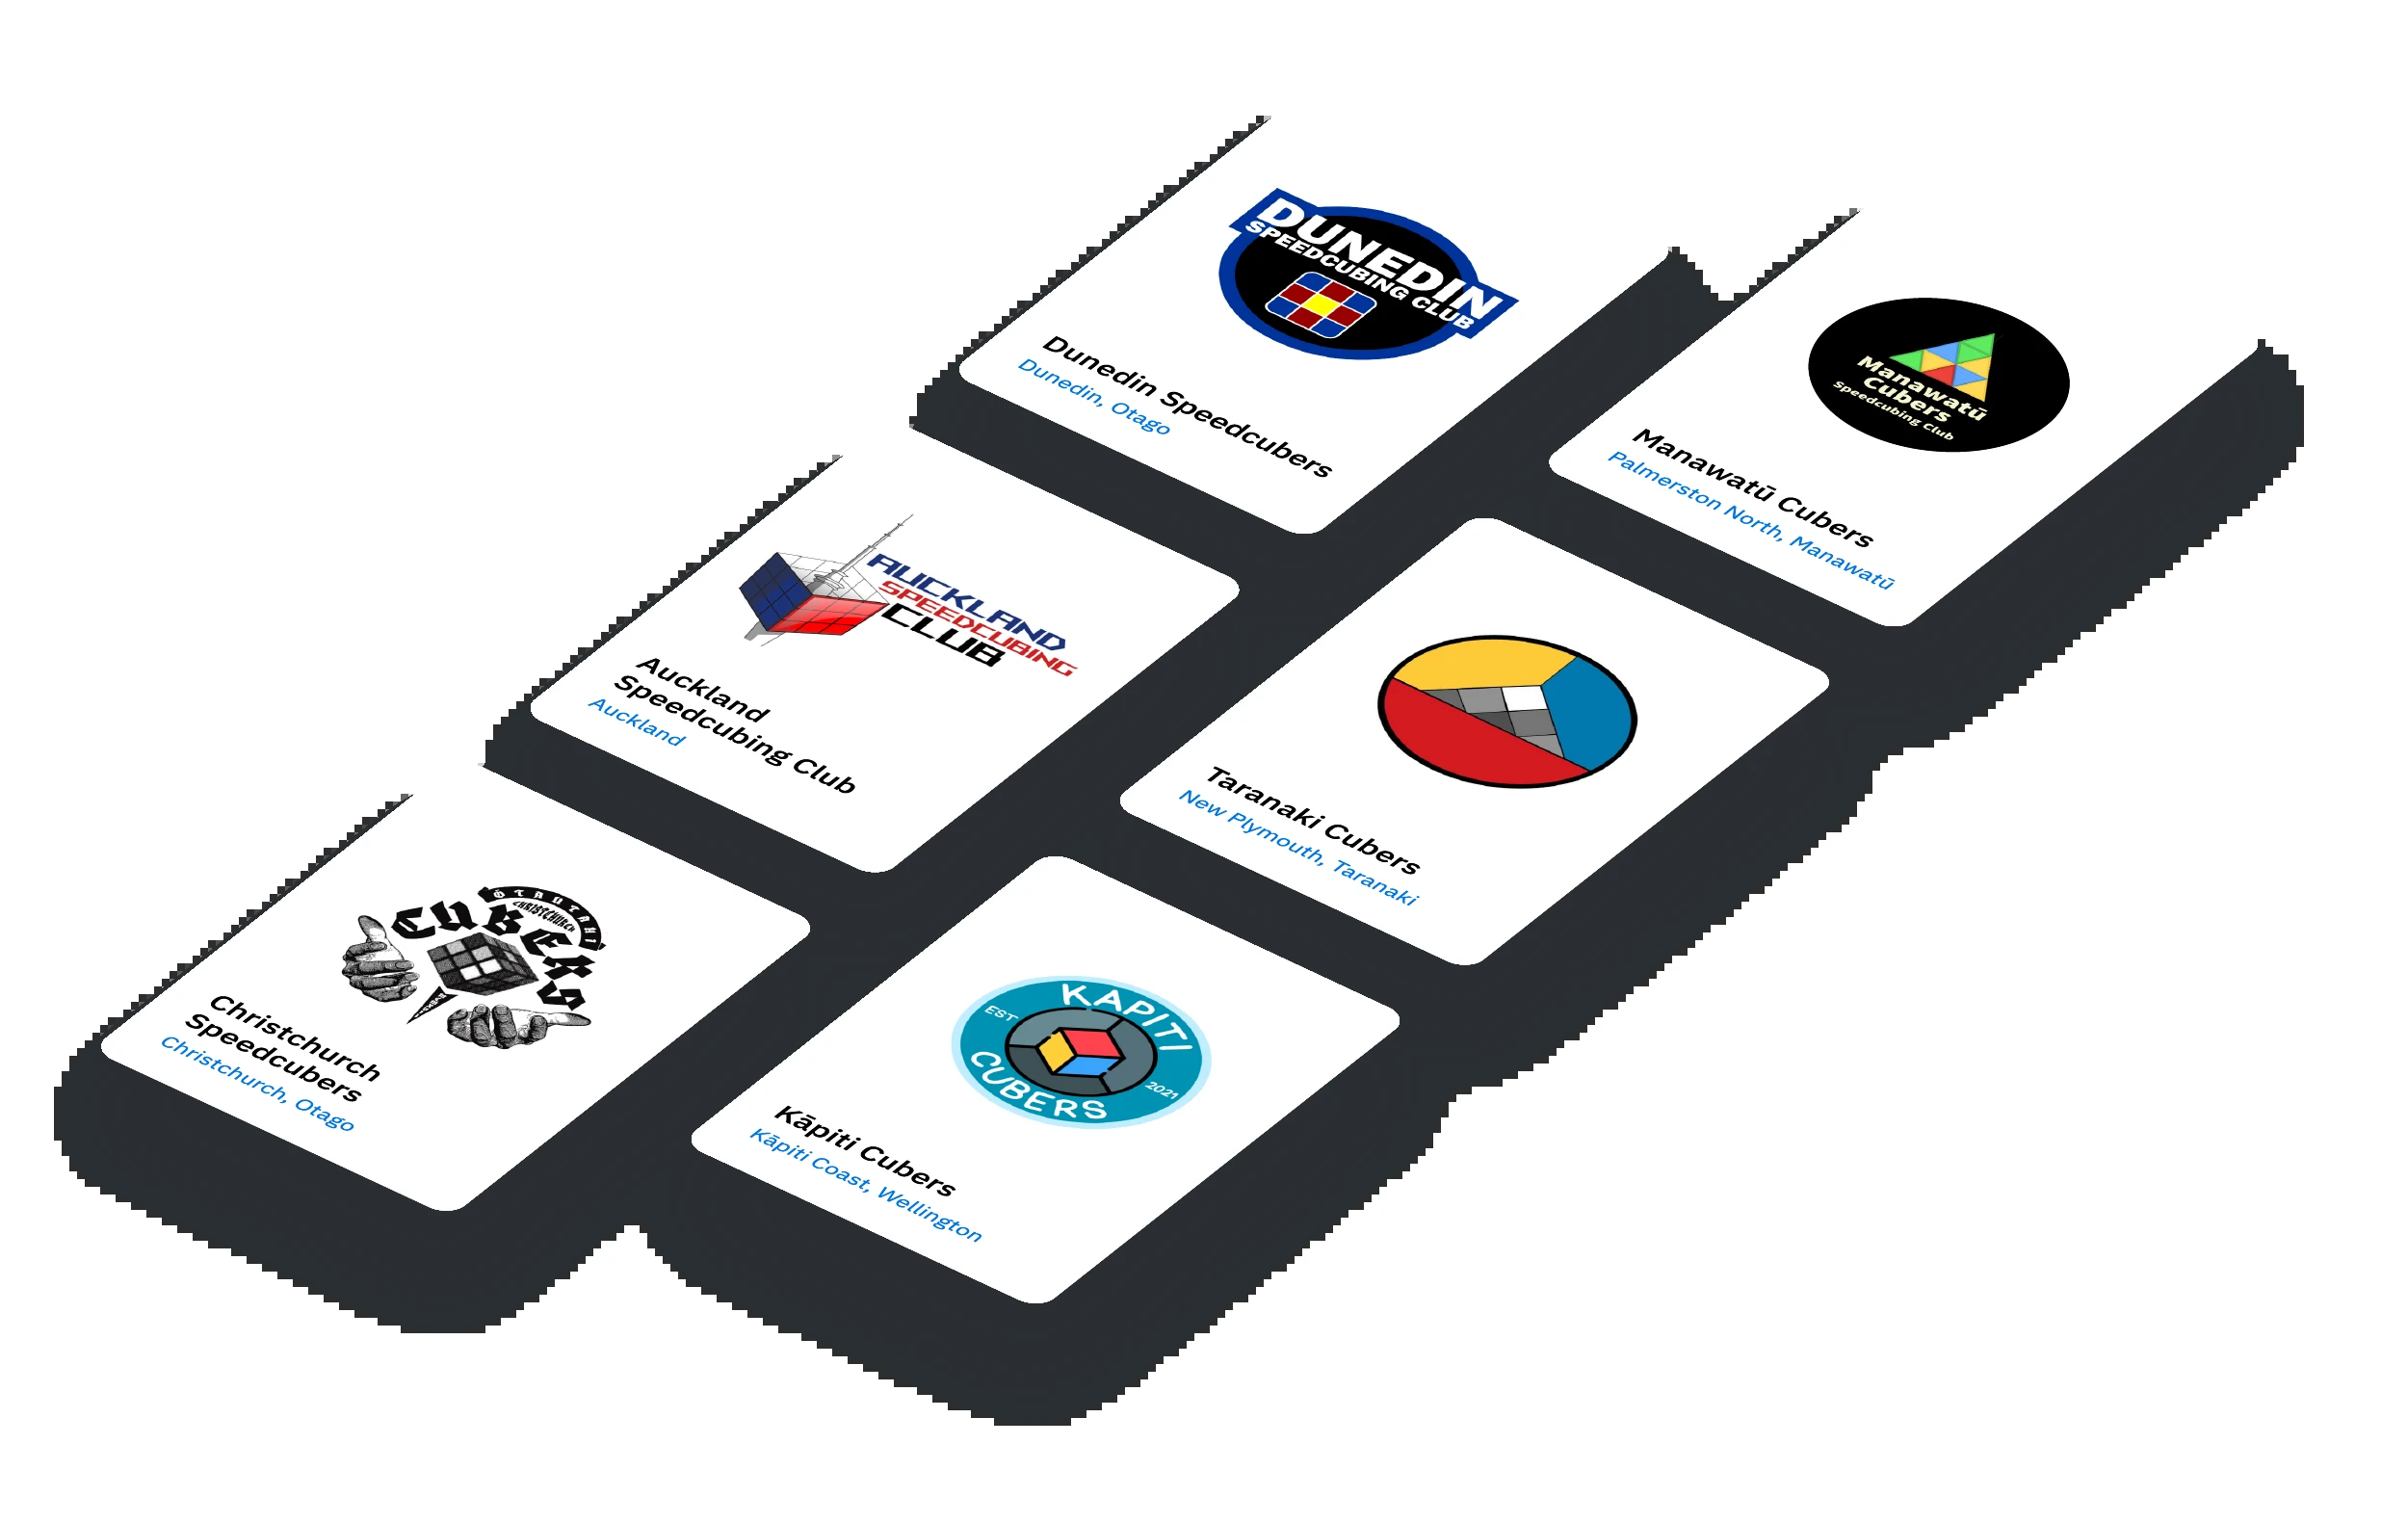 DUNEDIN
SPEEDCUBING CLUB
Dunedin Speedcubers
Dunedin, Otago
Manawatū
Cubers
Speedcubing Club
Manawatū Cubers
Palmerston North, Manawatū
AUCKLAND
SPEEDCUBING
CLUB
Auckland
Speedcubing Club
Auckland
Taranaki Cubers
New Plymouth, Taranaki
ŌTAUTAHI
CHRISTCHURCH
CUBERS
Christchurch
Speedcubers
Christchurch, Otago
KAPITI
EST
2021
CUBERS
Kāpiti Cubers
Kāpiti Coast, Wellington